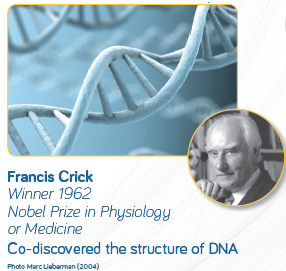 Francis Crick
Winner 1962
Nobel Prize in Physiology
or Medicine
Co-discovered the structure of DNA
Photo Marc Lieberman (2004)